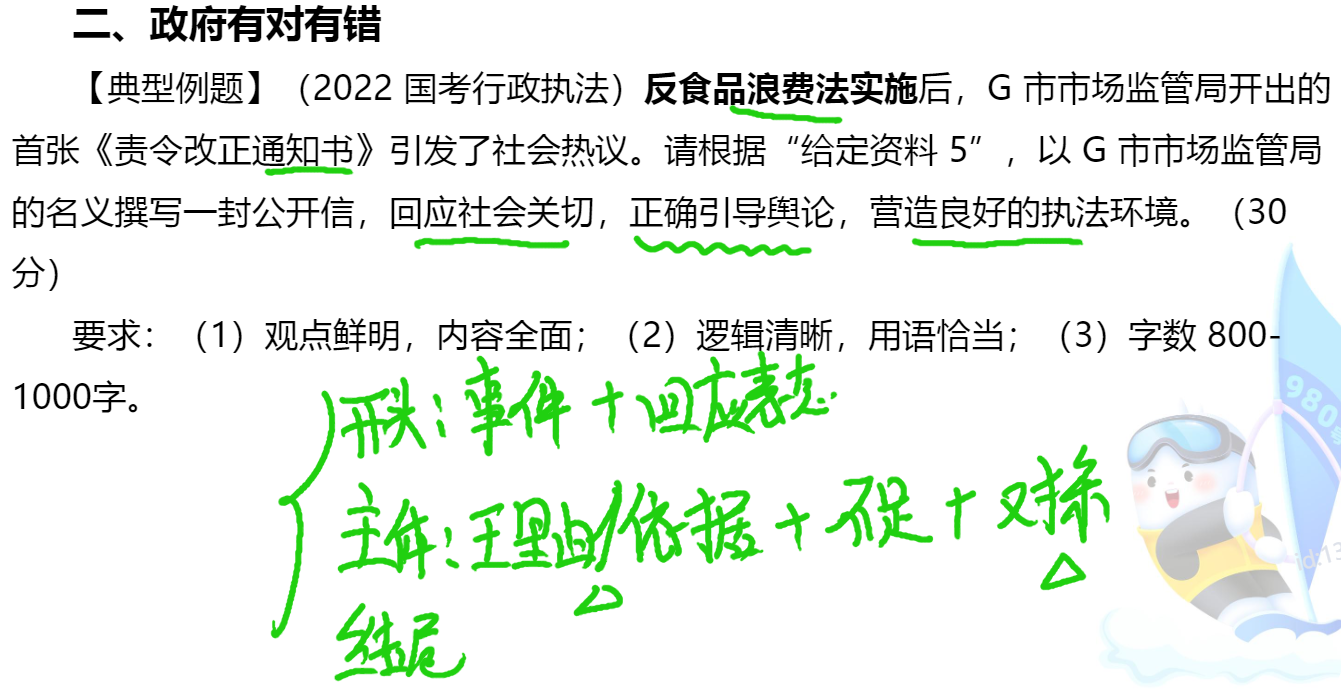 二、政府有对有错
【典型例题】（2022 国考行政执法）反食品浪费法实施后，G 市市场监管局开出的
首张《责令改正通知书》引发了社会热议。请根据“给定资料 5”，以 G 市市场监管局
的名义撰写一封公开信，回应社会关切，正确引导舆论，营造良好的执法环境。（30
分）
要求：（1）观点鲜明，内容全面；（2）逻辑清晰，用语恰当；（3）字数 800-
1000字。
开头：事件+回应表态
主体：理由/依据+不足+对策
结尾
980
id:13